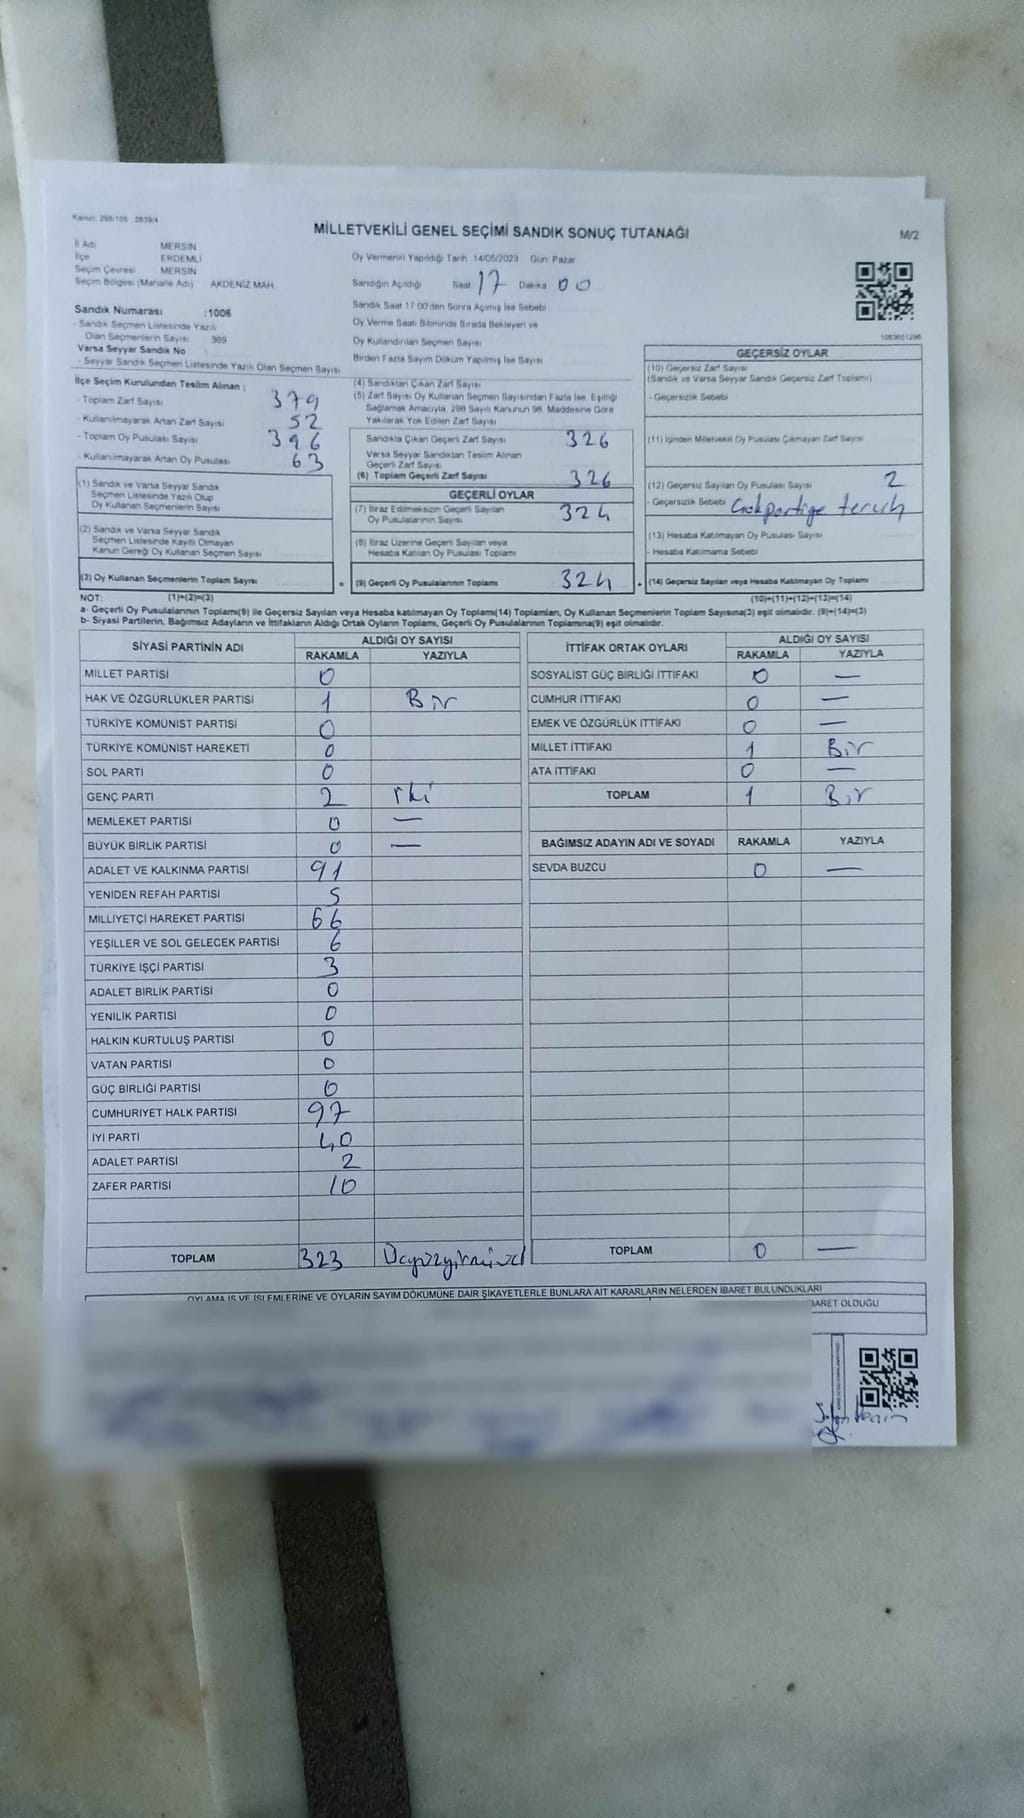 Kanun: 298/105 - 2839/4
MİLLETVEKİLİ GENEL SEÇİMİ SANDIK SONUÇ TUTANAĞI
M/2
İl Adı MERSİN
İlçe ERDEMLİ
Seçim Çevresi MERSİN
Seçim Bölgesi (Mahalle Adı) AKDENİZ MAH.
Oy Vermenin Yapıldığı Tarih 14/05/2023 Gün: Pazar
Sandığın Açıldığı Saat 17 Dakika 00
Sandık Saat 17:00'den Sonra Açılmış İse Sebebi
Oy Verme Saati Bitiminde Sırada Bekleyen ve
Oy Kullandırılan Seçmen Sayısı
Birden Fazla Sayım Döküm Yapılmış İse Sayısı
Sandık Numarası :1006
- Sandık Seçmen Listesinde Yazılı
Olan Seçmenlerin Sayısı 389
Varsa Seyyar Sandık No
- Seyyar Sandık Seçmen Listesinde Yazılı Olan Seçmen Sayısı
İlçe Seçim Kurulundan Teslim Alınan ;
- Toplam Zarf Sayısı 379
- Kullanılmayarak Artan Zarf Sayısı 52
- Toplam Oy Pusulası Sayısı 396
- Kullanılmayarak Artan Oy Pusulası 63
(1) Sandık ve Varsa Seyyar Sandık
Seçmen Listesinde Yazılı Olup
Oy Kullanan Seçmenlerin Sayısı
(2) Sandık ve Varsa Seyyar Sandık
Seçmen Listesinde Kayıtlı Olmayan
Kanun Gereği Oy Kullanan Seçmen Sayısı
(3) Oy Kullanan Seçmenlerin Toplam Sayısı
=
(4) Sandıktan Çıkan Zarf Sayısı
(5) Zarf Sayısı Oy Kullanan Seçmen Sayısından Fazla İse, Eşitliği
Sağlamak Amacıyla, 298 Sayılı Kanunun 98. Maddesine Göre
Yakılarak Yok Edilen Zarf Sayısı
Sandıkta Çıkan Geçerli Zarf Sayısı 326
Varsa Seyyar Sandıktan Teslim Alınan
Geçerli Zarf Sayısı
(6) Toplam Geçerli Zarf Sayısı 326
GEÇERLİ OYLAR
(7) İtiraz Edilmeksizin Geçerli Sayılan
Oy Pusulalarının Sayısı 324
(8) İtiraz Üzerine Geçerli Sayılan veya
Hesaba Katılan Oy Pusulası Toplamı
(9) Geçerli Oy Pusulalarının Toplamı 324
+
GEÇERSİZ OYLAR
(10) Geçersiz Zarf Sayısı
(Sandık ve Varsa Seyyar Sandık Geçersiz Zarf Toplamı)
- Geçersizlik Sebebi
(11) İçinden Milletvekili Oy Pusulası Çıkmayan Zarf Sayısı
(12) Geçersiz Sayılan Oy Pusulası Sayısı 2
- Geçersizlik Sebebi
(13) Hesaba Katılmayan Oy Pusulası Sayısı
- Hesaba Katılmama Sebebi
(14) Geçersiz Sayılan veya Hesaba Katılmayan Oy Toplamı
NOT: (1)+(2)=(3) (10)+(11)+(12)+(13)=(14)
a- Geçerli Oy Pusulalarının Toplamı(9) ile Geçersiz Sayılan veya Hesaba katılmayan Oy Toplamı(14) Toplamları, Oy Kullanan Seçmenlerin Toplam Sayısına(3) eşit olmalıdır. (9)+(14)=(3)
b- Siyasi Partilerin, Bağımsız Adayların ve İttifakların Aldığı Ortak Oyların Toplamı, Geçerli Oy Pusulalarının Toplamına(9) eşit olmalıdır.
SİYASİ PARTİNİN ADI ALDIĞI OY SAYISI
RAKAMLA YAZIYLA
MİLLET PARTİSİ 0
HAK VE ÖZGÜRLÜKLER PARTİSİ 1 Bir
TÜRKİYE KOMÜNİST PARTİSİ 0
TÜRKİYE KOMÜNİST HAREKETİ 0
SOL PARTİ 0
GENÇ PARTİ 2 iki
MEMLEKET PARTİSİ 0 —
BÜYÜK BİRLİK PARTİSİ 0 —
ADALET VE KALKINMA PARTİSİ 91
YENİDEN REFAH PARTİSİ 5
MİLLİYETÇİ HAREKET PARTİSİ 66
YEŞİLLER VE SOL GELECEK PARTİSİ 6
TÜRKİYE İŞÇİ PARTİSİ 3
ADALET BİRLİK PARTİSİ 0
YENİLİK PARTİSİ 0
HALKIN KURTULUŞ PARTİSİ 0
VATAN PARTİSİ 0
GÜÇ BİRLİĞİ PARTİSİ 0
CUMHURİYET HALK PARTİSİ 97
İYİ PARTİ 40
ADALET PARTİSİ 2
ZAFER PARTİSİ 10
TOPLAM 323
İTTİFAK ORTAK OYLARI ALDIĞI OY SAYISI
RAKAMLA YAZIYLA
SOSYALİST GÜÇ BİRLİĞİ İTTİFAKI 0 —
CUMHUR İTTİFAKI 0 —
EMEK VE ÖZGÜRLÜK İTTİFAKI 0 —
MİLLET İTTİFAKI 1 Bir
ATA İTTİFAKI 0 —
TOPLAM 1 Bir
BAĞIMSIZ ADAYIN ADI VE SOYADI RAKAMLA YAZIYLA
SEVDA BUZCU 0 —
TOPLAM 0 —
OYLAMA İŞ VE İŞLEMLERİNE VE OYLARIN SAYIM DÖKÜMÜNE DAİR ŞİKAYETLERLE BUNLARA AİT KARARLARIN NELERDEN İBARET BULUNDUKLARI
İBARET OLDUĞU